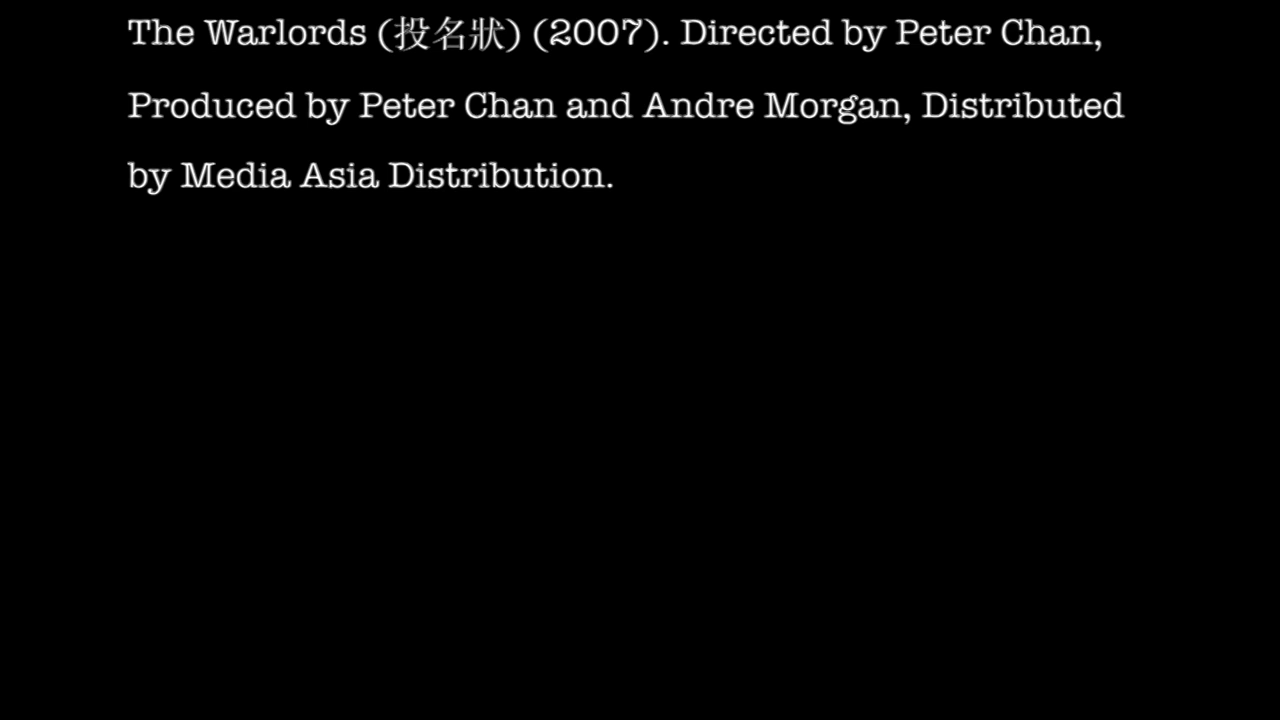 The Warlords (投名狀) (2007). Directed by Peter Chan,
Produced by Peter Chan and Andre Morgan, Distributed
by Media Asia Distribution.